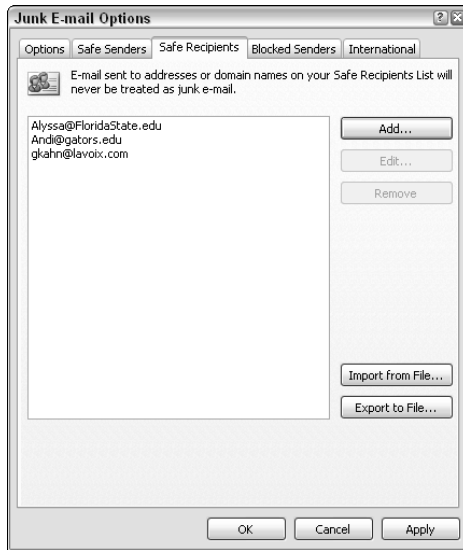 Junk E-mail Options
Options
Safe Senders
Safe Recipients
Blocked Senders
International
E-mail sent to addresses or domain names on your Safe Recipients List will
never be treated as junk e-mail.
Alyssa@FloridaState.edu
Andi@gators.edu
gkahn@lavoix.com
Add...
Edit...
Remove
Import from File...
Export to File...
OK
Cancel
Apply